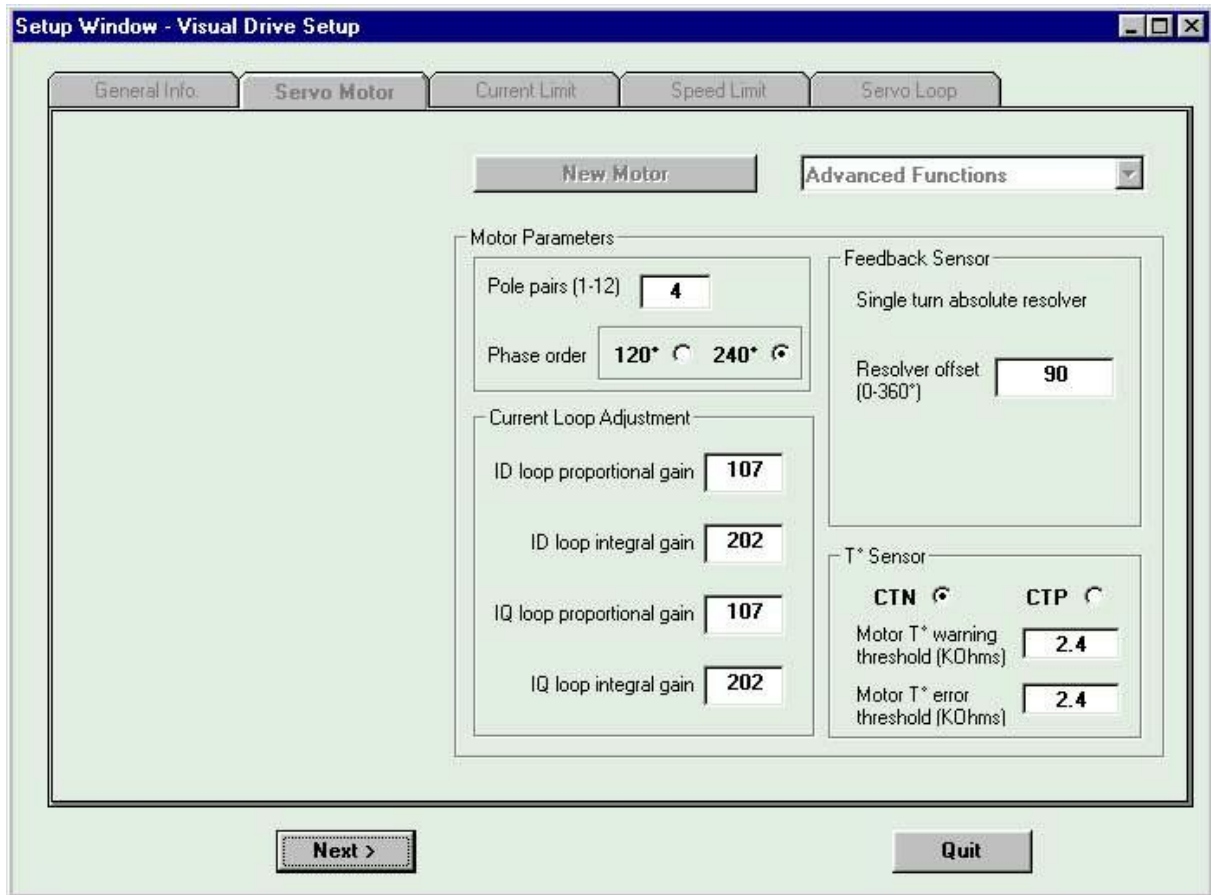 Setup Window - Visual Drive Setup
General Info.
Servo Motor
Current Limit
Speed Limit
Servo Loop
New Motor
Advanced Functions
Motor Parameters
Pole pairs (1-12)
4
Phase order
120°
240°
Current Loop Adjustment
ID loop proportional gain
107
ID loop integral gain
202
IQ loop proportional gain
107
IQ loop integral gain
202
Feedback Sensor
Single turn absolute resolver
Resolver offset
(0-360°)
90
T° Sensor
CTN
CTP
Motor T° warning
threshold (KOhms)
2.4
Motor T° error
threshold (KOhms)
2.4
Next >
Quit